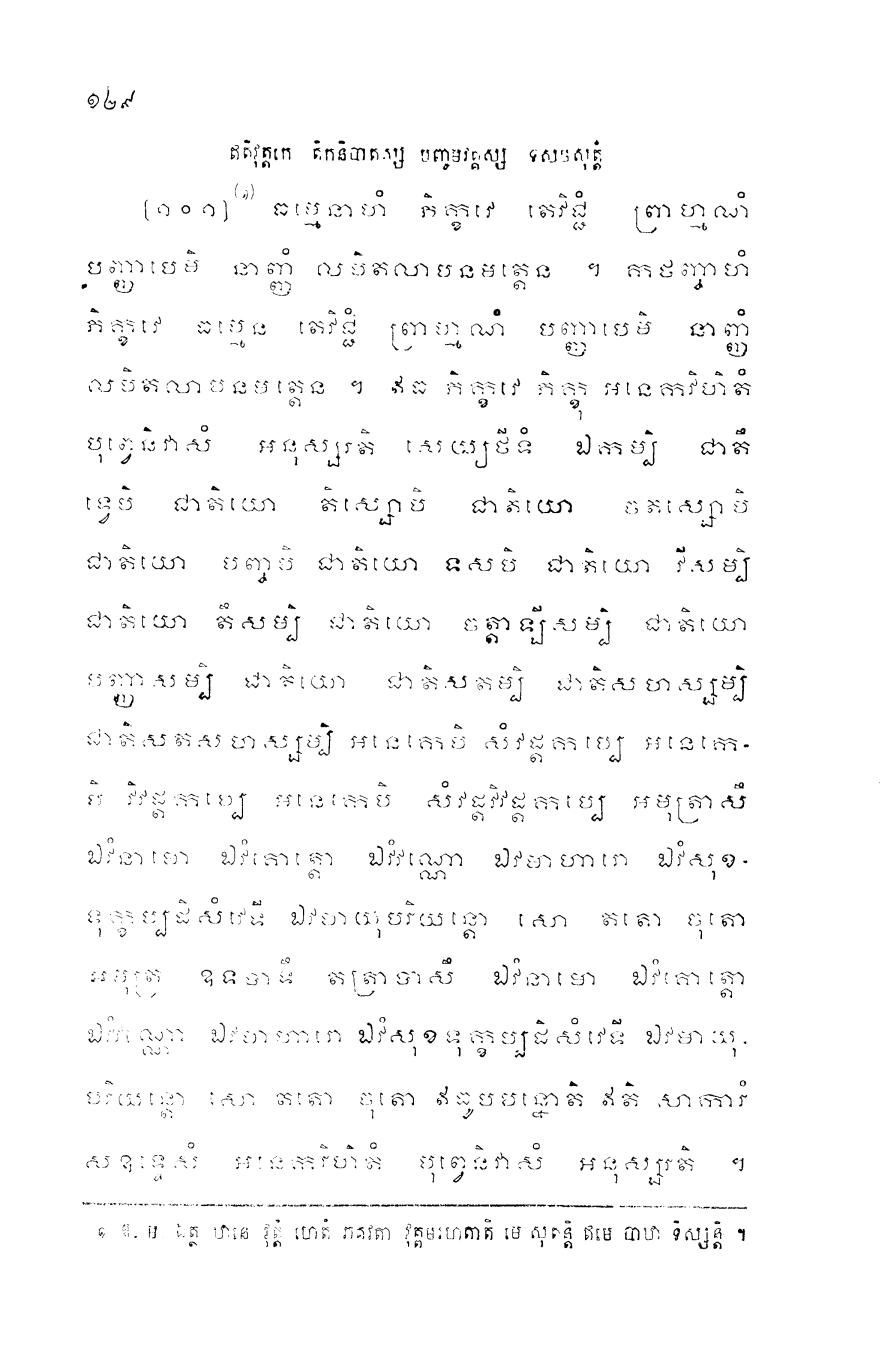 ១៤៩
ឥតិវុត្តកេ តិកនិបាតស្ស បញ្ចមវគ្គស្ស ទសមសុត្តំ
[១០១]^(១) ធម្មេនាហំ ភិក្ខវេ តេវិជ្ជំ ព្រាហ្មណំ
បញ្ញាបេមិ នាញ្ញំ លបិតលាបនមត្តេន ។ កថញ្ចាហំ
ភិក្ខវេ ធម្មេន តេវិជ្ជំ ព្រាហ្មណំ បញ្ញាបេមិ នាញ្ញំ
លបិតលាបនមត្តេន ។ ឥធ ភិក្ខវេ ភិក្ខុ អនេកវិហិតំ
បុព្វេនិវាសំ អនុស្សរតិ សេយ្យថីទំ ឯកម្បិ ជាតឹ
ទ្វេបិ ជាតិយោ តិស្សោបិ ជាតិយោ ចតស្សោបិ
ជាតិយោ បញ្ចបិ ជាតិយោ ទសបិ ជាតិយោ វីសម្បិ
ជាតិយោ តឹសម្បិ ជាតិយោ ចត្តាឡីសម្បិ ជាតិយោ
បញ្ញាសម្បិ ជាតិយោ ជាតិសតម្បិ ជាតិសហស្សម្បិ
ជាតិសតសហស្សម្បិ អនេកេបិ សំវដ្តកប្បេ អនេកេ-
បិ វិវដ្តកប្បេ អនេកេបិ សំវដ្តវិវដ្តកប្បេ អមុត្រាសឹ
ឯវំនាមោ ឯវំគោត្តោ ឯវំវណ្ណោ ឯវមាហារោ ឯវំសុខ-
ទុក្ខប្បដិសំវេទី ឯវមាយុបរិយន្តោ សោ តតោ ចុតោ
អមុត្រ ឧទបាទឹ តត្រាបាសឹ ឯវំនាមោ ឯវំគោត្តោ
ឯវំវណ្ណោ ឯវមាហារោ ឯវំសុខទុក្ខប្បដិសំវេទី ឯវមាយុ-
បរិយន្តោ សោ តតោ ចុតោ ឥធូបបន្នោតិ ឥតិ សាការំ
សឧទ្ទេសំ អនេកវិហិតំ បុព្វេនិវាសំ អនុស្សរតិ ។
១ ឱ. ម ឯត្ថ ឋានេ វុត្តំ ហេតំ ភគវតា វុត្តមរហតាតិ មេ សុតន្តិ ឥមេ បាឋា ទិស្សន្តិ ។